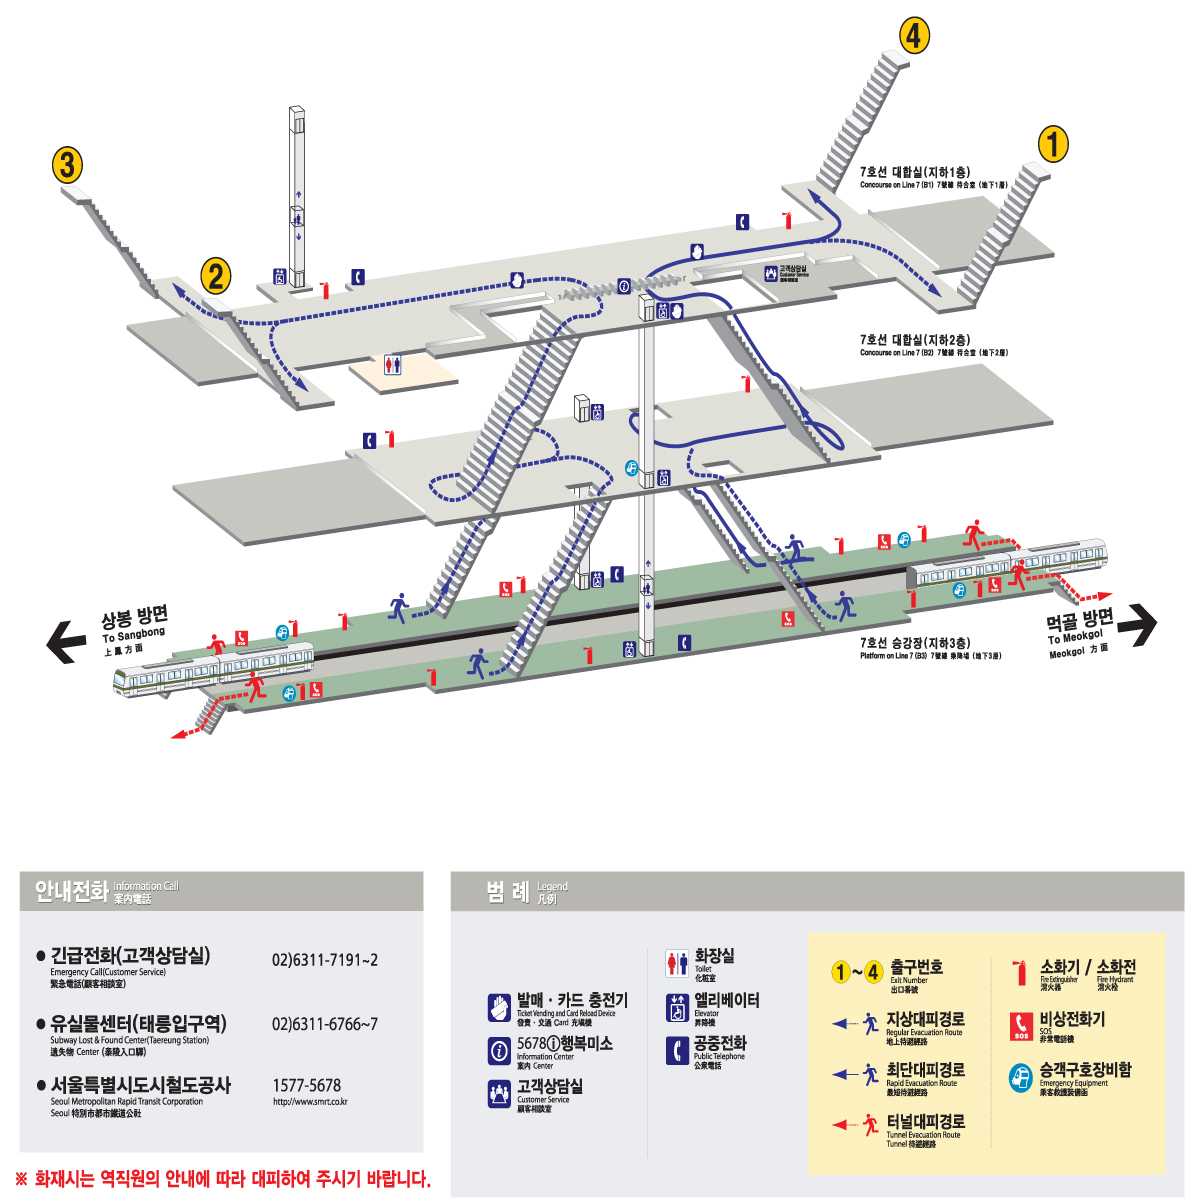 4
1
3
2
7호선 대합실(지하1층)
Concourse on Line 7 (B1) 7號線 待合室 (地下1層)
고객상담실
Customer Service
7호선 대합실(지하2층)
Concourse on Line 7 (B2) 7號線 待合室 (地下2層)
SOS
SOS
SOS
SOS
SOS
SOS
상봉 방면
To Sangbong
上鳳 方面
먹골 방면
To Meokgol
Meokgol 方面
7호선 승강장(지하3층)
Platform on Line 7 (B3) 7號線 乘降場 (地下3層)
안내전화 Information Call
案內電話
● 긴급전화(고객상담실) 02)6311-7191~2
Emergency Call(Customer Service)
緊急電話(顧客相談室)
● 유실물센터(태릉입구역) 02)6311-6766~7
Subway Lost & Found Center(Taereung Station)
遺失物 Center (泰陵入口驛)
● 서울특별시도시철도공사 1577-5678
Seoul Metropolitan Rapid Transit Corporation http://www.smrt.co.kr
Seoul 特別市都市鐵道公社
※ 화재시는 역직원의 안내에 따라 대피하여 주시기 바랍니다.
범 례 Legend
凡例
발매 · 카드 충전기
Ticket Vending and Card Reload Device
發賣 · 交通 Card 充塡機
5678ⓘ행복미소
Information Center
案內 Center
고객상담실
Customer Service
顧客相談室
화장실
Toilet
化粧室
엘리베이터
Elevator
昇降機
공중전화
Public Telephone
公衆電話
1~4 출구번호
Exit Number
出口番號
지상대피경로
Regular Evacuation Route
地上待避經路
최단대피경로
Rapid Evacuation Route
最短待避經路
터널대피경로
Tunnel Evacuation Route
Tunnel 待避經路
소화기 / 소화전
Fire Extinguisher Fire Hydrant
消火器 消火栓
SOS
비상전화기
SOS
非常電話機
승객구호장비함
Emergency Equipment
乘客救護裝備函